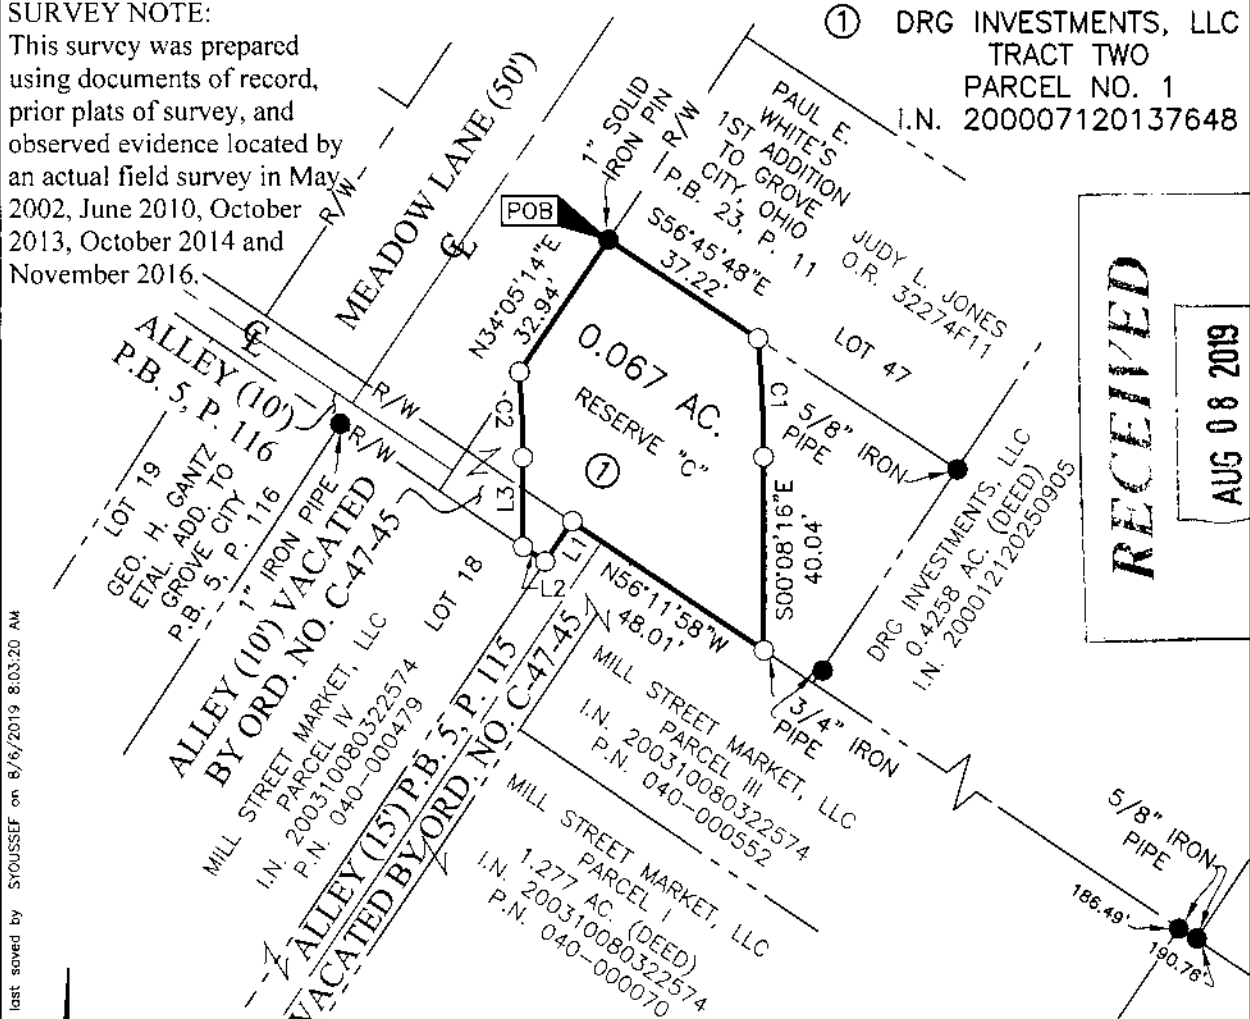 SURVEY NOTE:
This survey was prepared
using documents of record,
prior plats of survey, and
observed evidence located by
an actual field survey in May
2002, June 2010, October
2013, October 2014 and
November 2016.
① DRG INVESTMENTS, LLC
TRACT TWO
PARCEL NO. 1
I.N. 200007120137648
MEADOW LANE (50')
R/W
℄
1" SOLID
IRON PIN
R/W
PAUL E.
WHITE'S
1ST ADDITION
TO GROVE
CITY, OHIO
P.B. 23, P. 11
JUDY L. JONES
O.R. 32274F11
LOT 47
POB
S56°45'48"E
37.22'
N34°05'14"E
32.94'
0.067 AC.
RESERVE "C"
①
C1
C2
L3
L1
L2
5/8" IRON
PIPE
S00°08'16"E
40.04'
N56°11'58"W
48.01'
DRG INVESTMENTS, LLC
0.4258 AC. (DEED)
I.N. 200012120250905
RECEIVED
AUG 08 2019
℄
ALLEY (10')
P.B. 5, P. 116
R/W
R/W
LOT 19
GEO. H. GANTZ
ETAL. ADD. TO
GROVE CITY
P.B. 5, P. 116
1" IRON PIPE
ALLEY (10') VACATED
BY ORD. NO. C-47-45
LOT 18
MILL STREET MARKET, LLC
PARCEL IV
I.N. 200310080322574
P.N. 040-000479
ALLEY (15') P.B. 5, P. 115
VACATED BY ORD. NO. C-47-45
MILL STREET MARKET, LLC
PARCEL III
I.N. 200310080322574
P.N. 040-000552
3/4" IRON
PIPE
MILL STREET MARKET, LLC
PARCEL I
1.277 AC. (DEED)
I.N. 200310080322574
P.N. 040-000070
5/8" IRON
PIPE
186.49'
190.76'
last saved by SYOUSSEF on 8/6/2019 8:03:20 AM